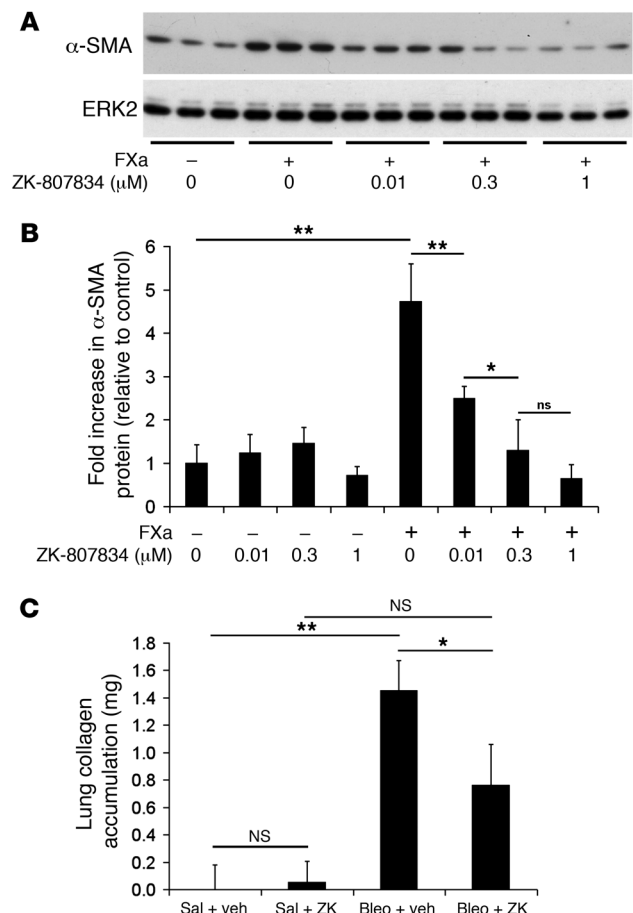 A
α-SMA
ERK2
FXa – + + + +
ZK-807834 (μM) 0 0 0.01 0.3 1
B
Fold increase in α-SMA
protein (relative to control)
6
5
4
3
2
1
0
**
**
*
ns
FXa – – – – + + + +
ZK-807834 (μM) 0 0.01 0.3 1 0 0.01 0.3 1
C
Lung collagen
accumulation (mg)
1.8
1.6
1.4
1.2
1.0
0.8
0.6
0.4
0.2
0.0
NS
**
*
NS
Sal + veh Sal + ZK Bleo + veh Bleo + ZK